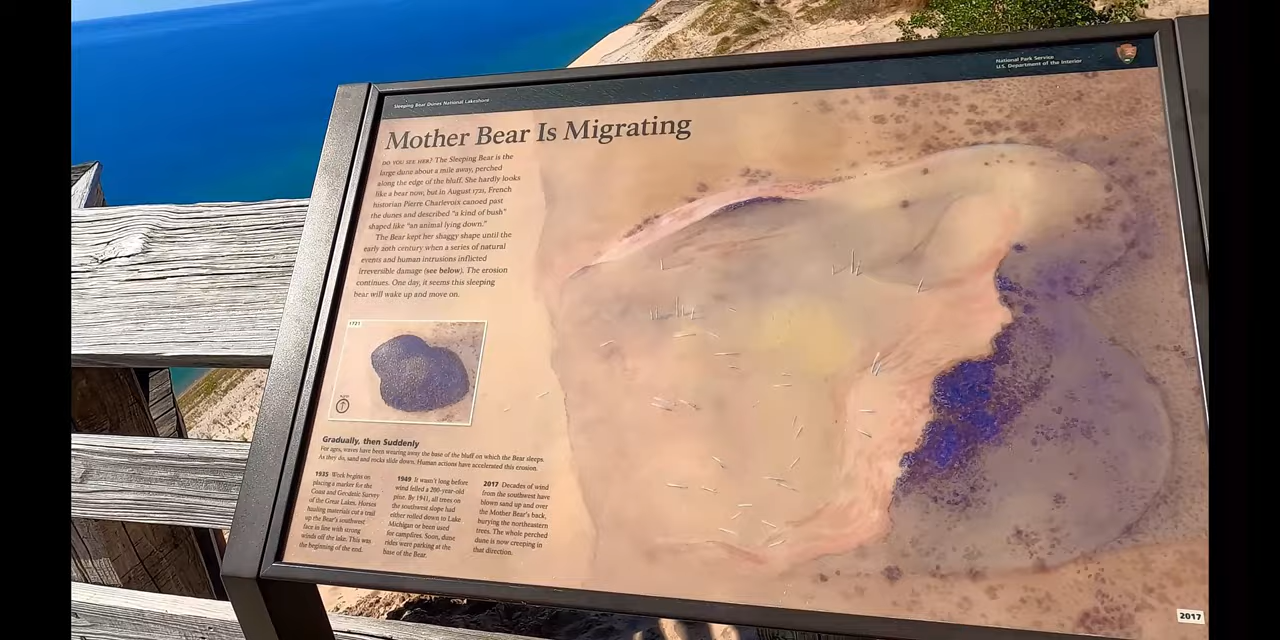 Sleeping Bear Dunes National Lakeshore
National Park Service
U.S. Department of the Interior
Mother Bear Is Migrating
DO YOU SEE HER? The Sleeping Bear is the
large dune about a mile away, perched
along the edge of the bluff. She hardly looks
like a bear now, but in August 1721, French
historian Pierre Charlevoix canoed past
the dunes and described "a kind of bush"
shaped like "an animal lying down."
The Bear kept her shaggy shape until the
early 20th century when a series of natural
events and human intrusions inflicted
irreversible damage (see below). The erosion
continues. One day, it seems this sleeping
bear will wake up and move on.
1721
Gradually, then Suddenly
For ages, waves have been wearing away the base of the bluff on which the Bear sleeps.
As they do, sand and rocks slide down. Human actions have accelerated this erosion.
1935 Work begins on
placing a marker for the
Coast and Geodetic Survey
of the Great Lakes. Horses
hauling materials cut a trail
up the Bear's southwest
face in line with strong
winds off the lake. This was
the beginning of the end.
1949 It wasn't long before
wind felled a 200-year-old
pine. By 1941, all trees on
the southwest slope had
either rolled down to Lake
Michigan or been used
for campfires. Soon, dune
rides were parking at the
base of the Bear.
2017 Decades of wind
from the southwest have
blown sand up and over
the Mother Bear's back,
burying the northeastern
trees. The whole perched
dune is now creeping in
that direction.
2017